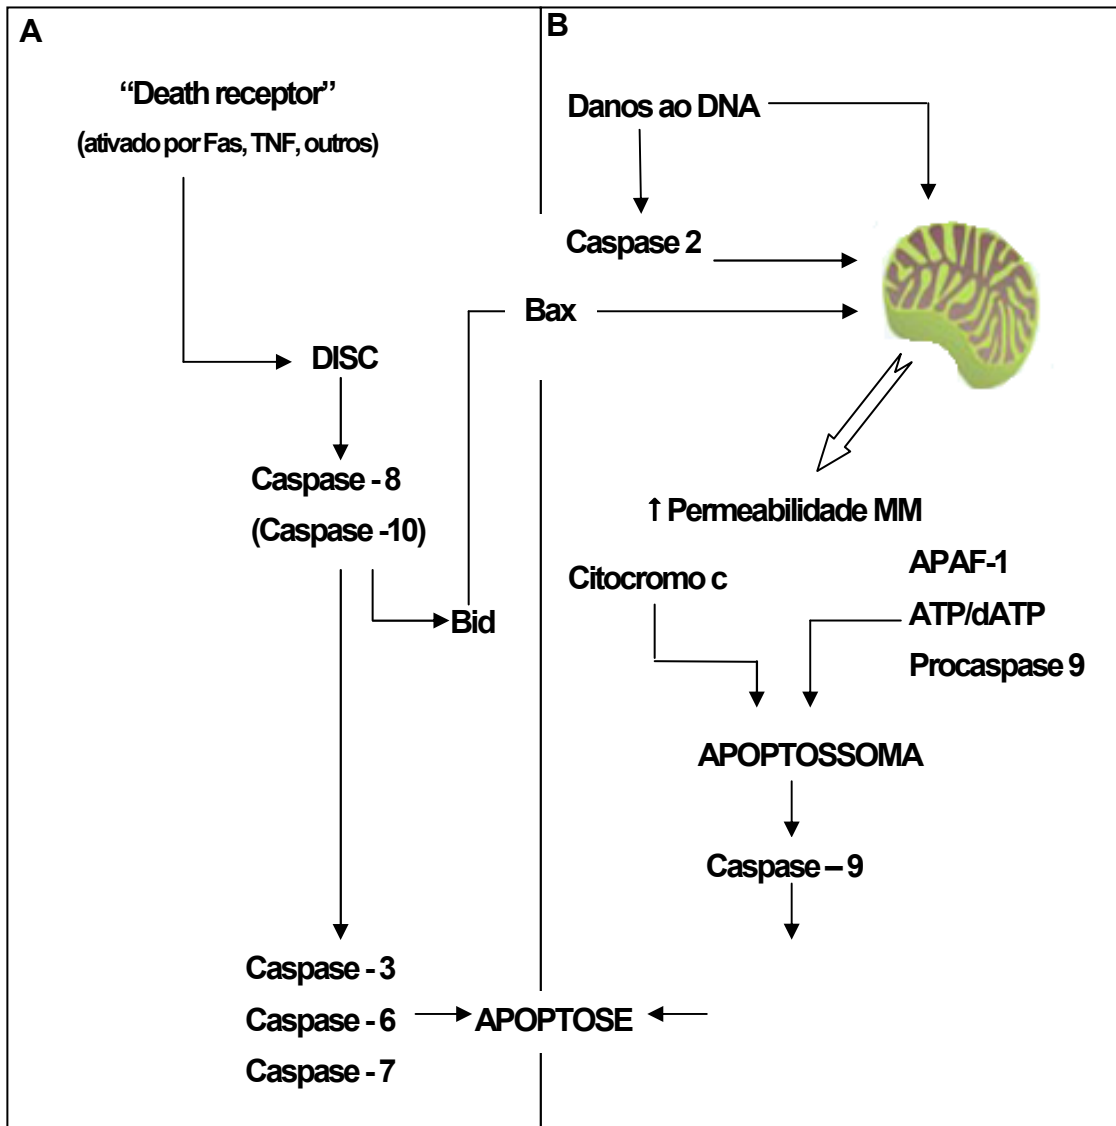 A
“Death receptor”
(ativado por Fas, TNF, outros)
DISC
Caspase - 8
(Caspase -10)
Bid
Caspase - 3
Caspase - 6
Caspase - 7
B
Danos ao DNA
Caspase 2
Bax
↑ Permeabilidade MM
Citocromo c
APAF-1
ATP/dATP
Procaspase 9
APOPTOSSOMA
Caspase – 9
APOPTOSE